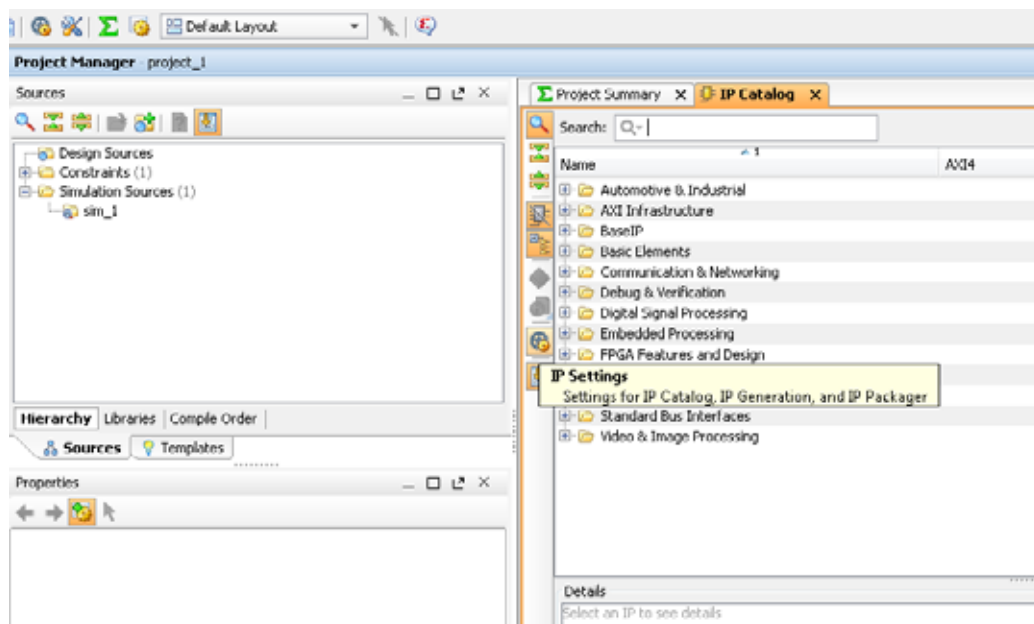 Default Layout
Project Manager - project_1
Sources
Design Sources
Constraints (1)
Simulation Sources (1)
sim_1
Hierarchy Libraries Compile Order
Sources Templates
Properties
Project Summary IP Catalog
Search:
Name 1 AXI4
Automotive & Industrial
AXI Infrastructure
BaseIP
Basic Elements
Communication & Networking
Debug & Verification
Digital Signal Processing
Embedded Processing
FPGA Features and Design
IP Settings
Settings for IP Catalog, IP Generation, and IP Packager
Standard Bus Interfaces
Video & Image Processing
Details
Select an IP to see details